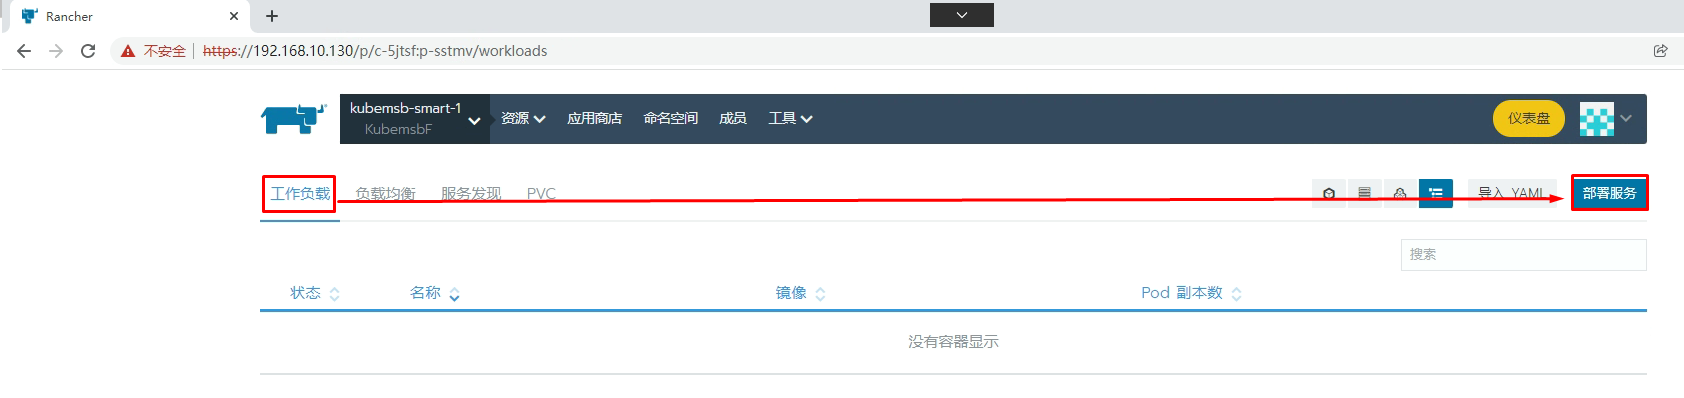 Rancher
不安全 https://192.168.10.130/p/c-5jtsf:p-sstmv/workloads
kubemsb-smart-1
KubemsbF
资源 应用商店 命名空间 成员 工具 仪表盘
工作负载 负载均衡 服务发现 PVC 导入 YAML 部署服务
搜索
状态 名称 镜像 Pod 副本数
没有容器显示